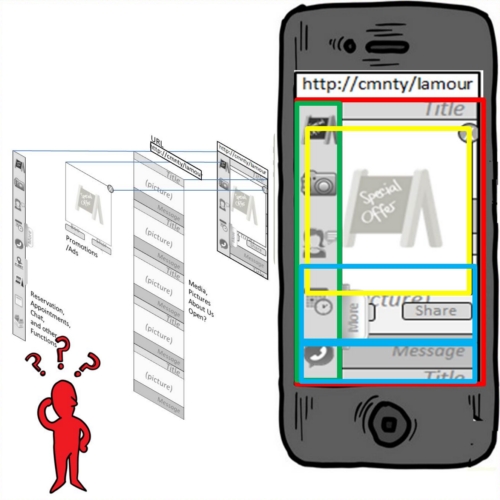 http://cmnty/lamour
Title
Special
Offer
cture)
Share
More
Message
Title
URL
http://cmnty/lamour
http://cmnty/lamour
Title
(picture)
Message
Title
(picture)
Message
Title
(picture)
Message
Title
(picture)
Message
Title
(picture)
Message
Promotions
/Ads
Media,
Pictures
About Us
Open?
Reservation,
Appointments,
Chat,
and other
Functions
? ? ?